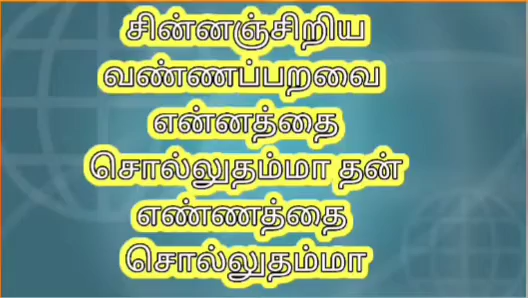 சின்னஞ்சிறிய
வண்ணப்பறவை
என்னத்தை
சொல்லுதம்மா தன்
எண்ணத்தை
சொல்லுதம்மா